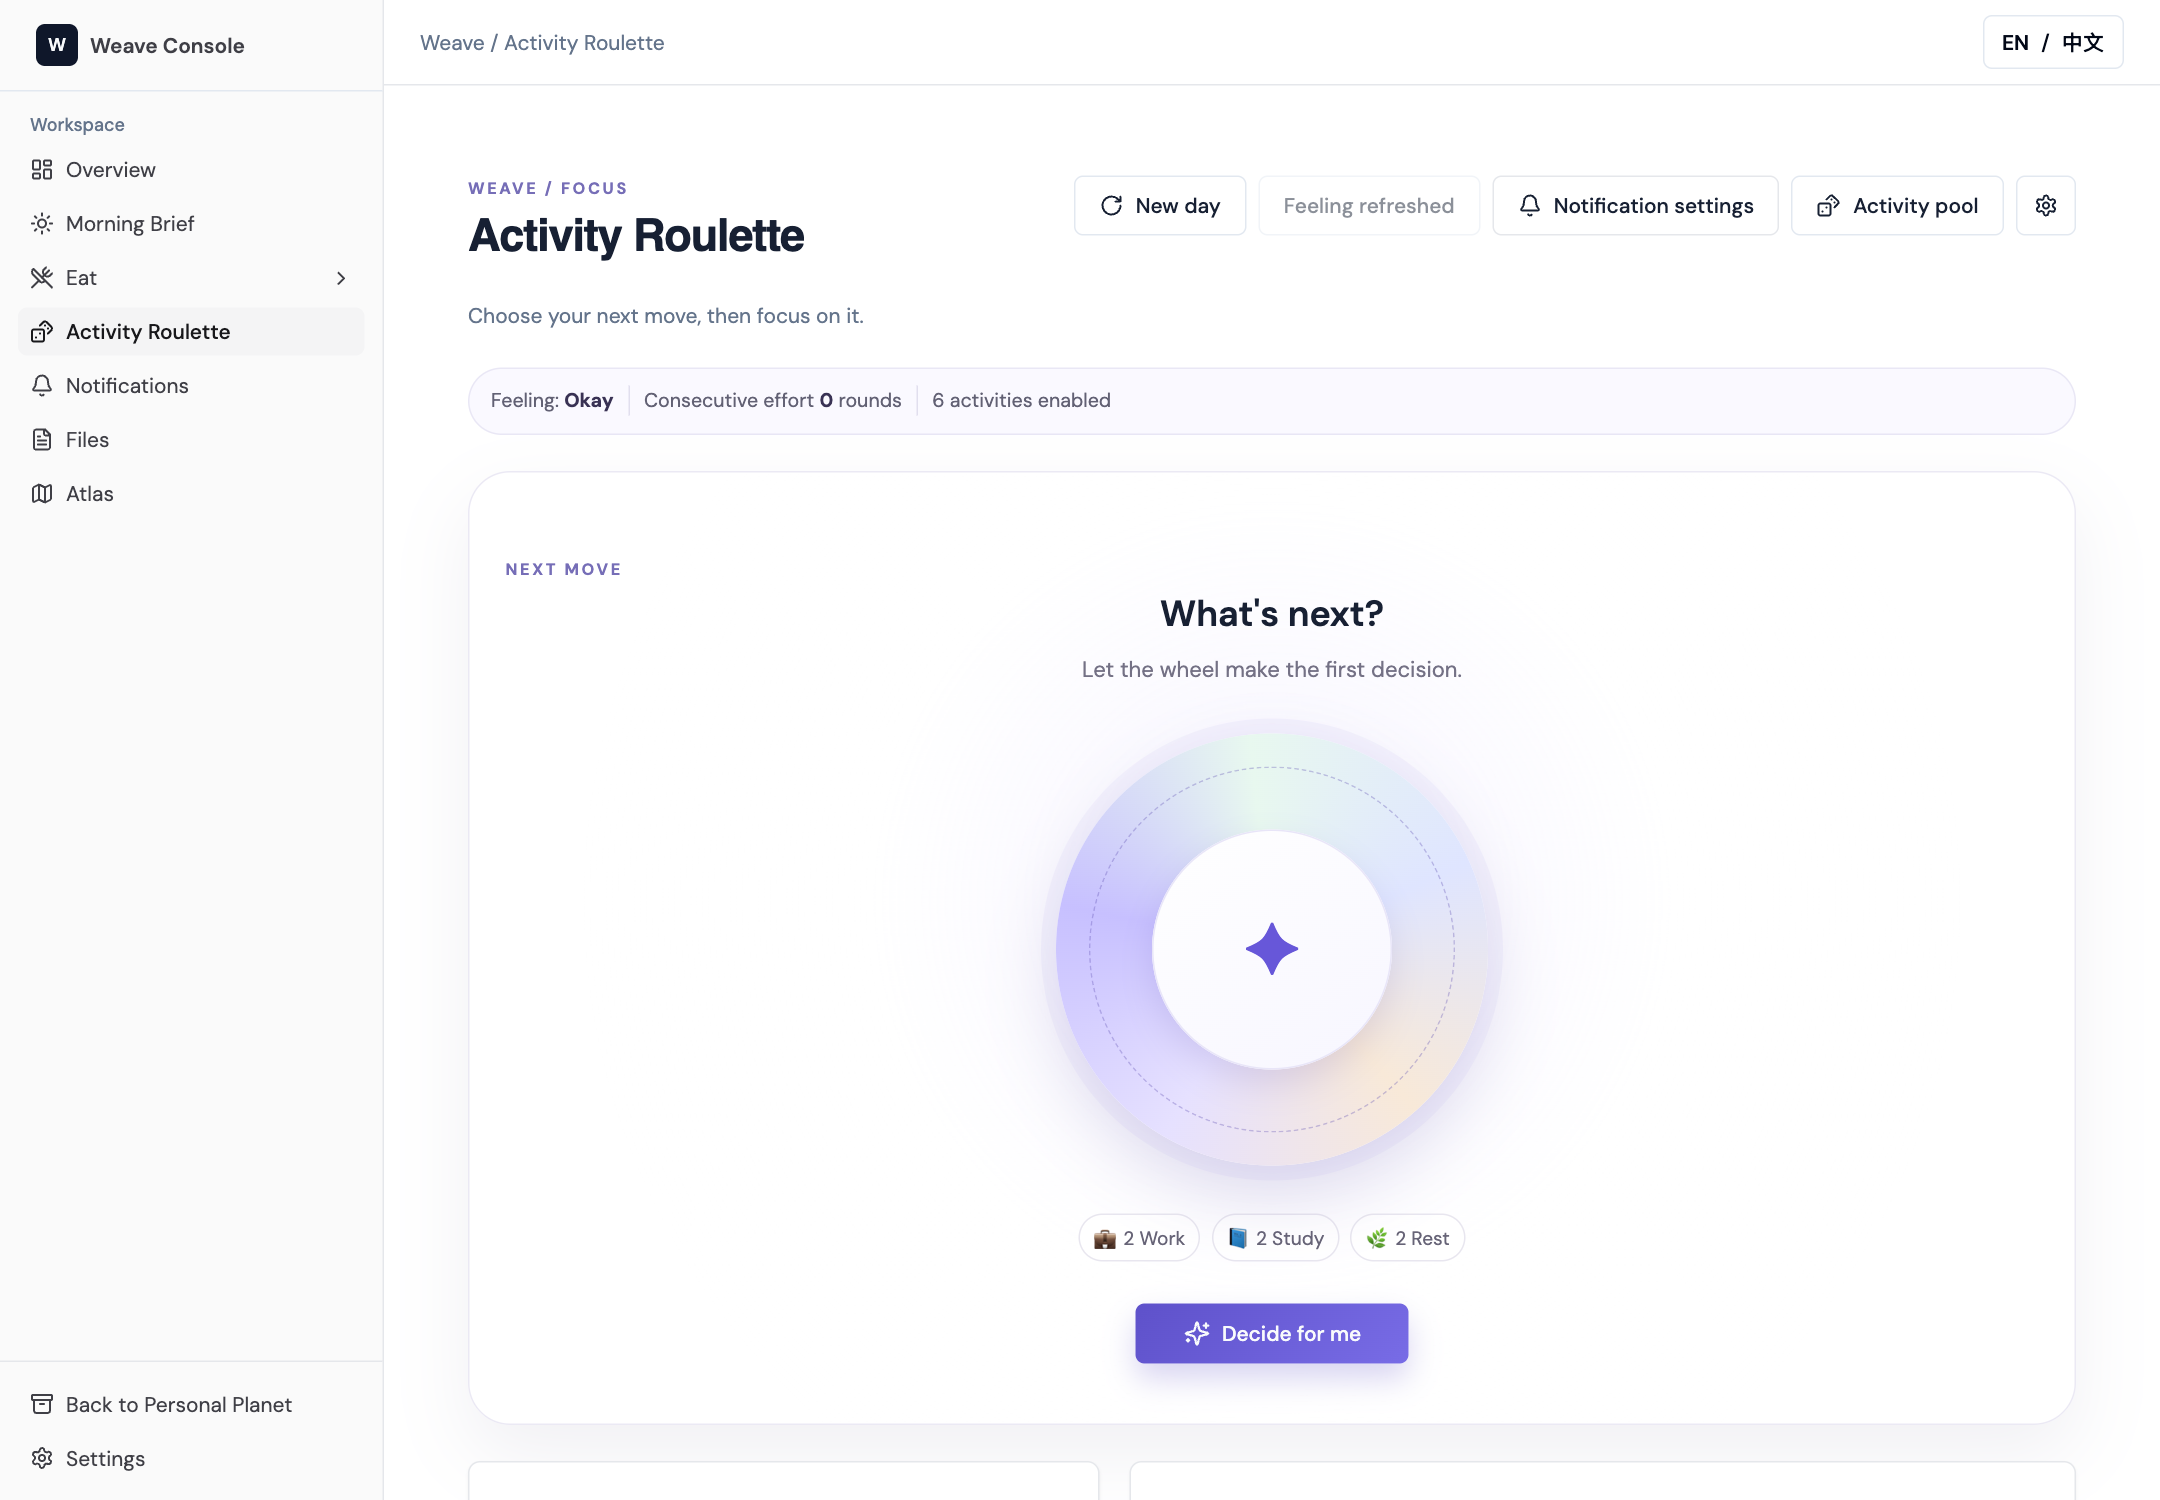 W Weave Console
Workspace
Overview
Morning Brief
Eat
Activity Roulette
Notifications
Files
Atlas
Back to Personal Planet
Settings
Weave / Activity Roulette
EN / 中文
WEAVE / FOCUS
Activity Roulette
New day
Feeling refreshed
Notification settings
Activity pool
Choose your next move, then focus on it.
Feeling: Okay
Consecutive effort 0 rounds
6 activities enabled
NEXT MOVE
What's next?
Let the wheel make the first decision.
2 Work
2 Study
2 Rest
Decide for me